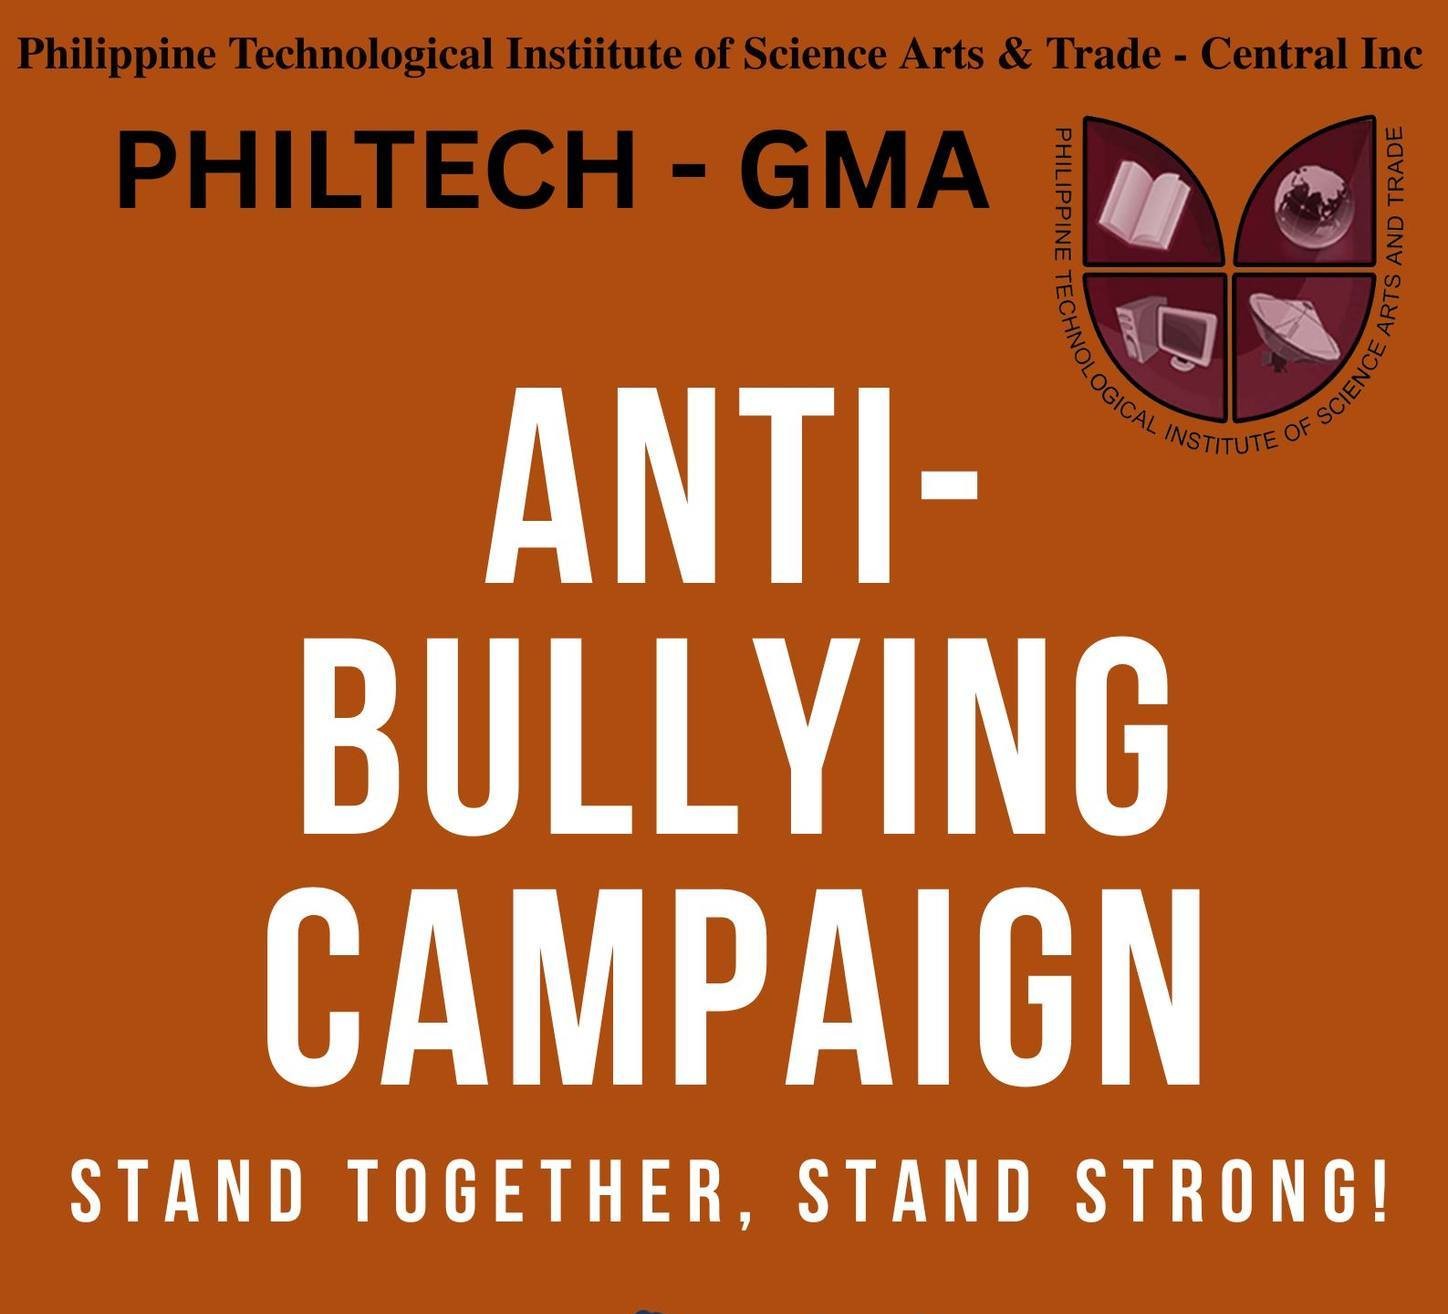 Philippine Technological Instiitute of Science Arts & Trade - Central Inc
PHILTECH - GMA
PHILIPPINE TECHNOLOGICAL INSTITUTE OF SCIENCE ARTS AND TRADE
ANTI-
BULLYING
CAMPAIGN
STAND TOGETHER, STAND STRONG!